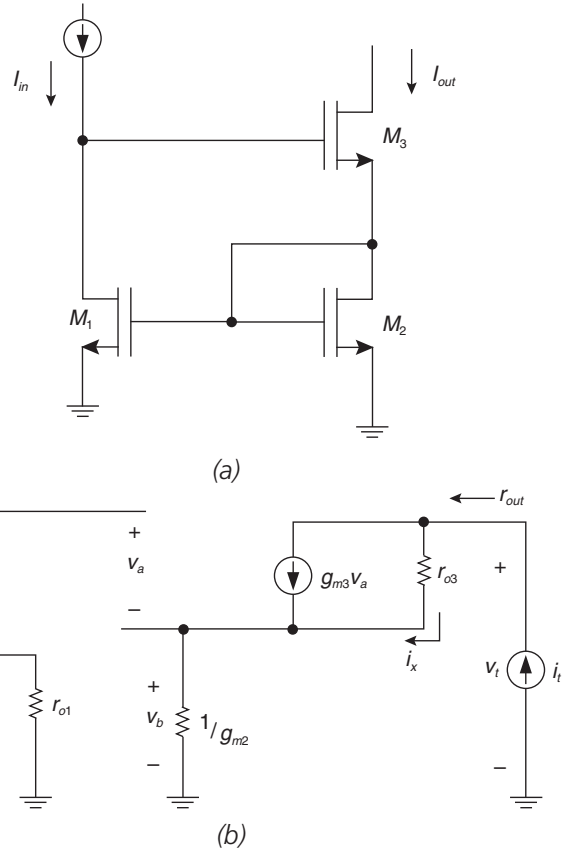 I_in
I_out
M_3
M_1
M_2
(a)
r_out
+
v_a
−
g_m3 v_a
r_o3
+
i_x
v_t
i_t
r_o1
+
v_b
−
1/g_m2
−
(b)